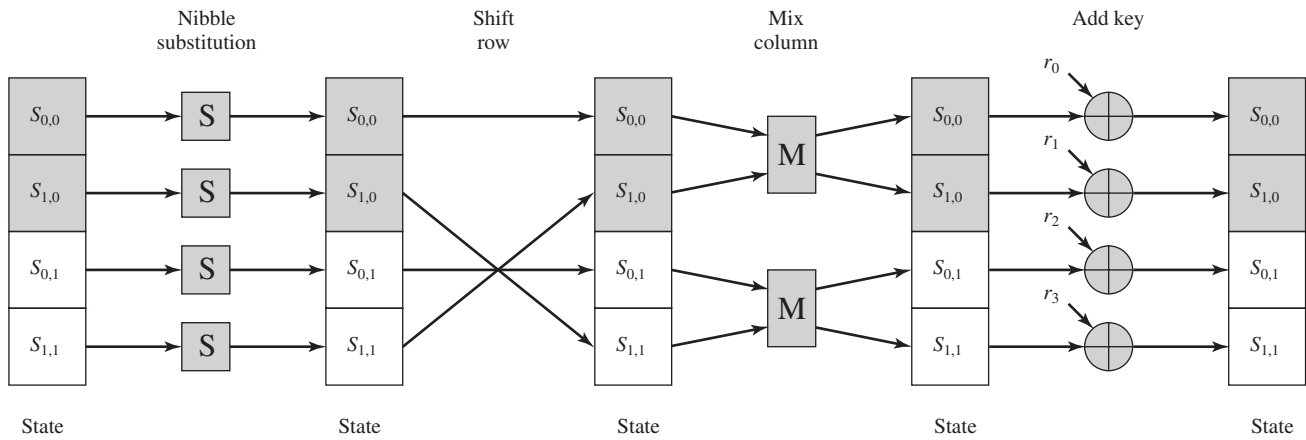 Nibble
substitution
Shift
row
Mix
column
Add key
S0,0 S S0,0 S0,0 M S0,0 r0 S0,0
S1,0 S S1,0 S1,0 S1,0 r1 S1,0
S0,1 S S0,1 S0,1 M S0,1 r2 S0,1
S1,1 S S1,1 S1,1 S1,1 r3 S1,1
State State State State State